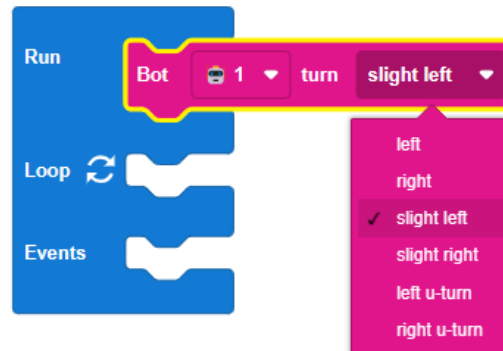 Run
Bot 1 turn slight left
left
right
Loop
✓ slight left
slight right
Events
left u-turn
right u-turn